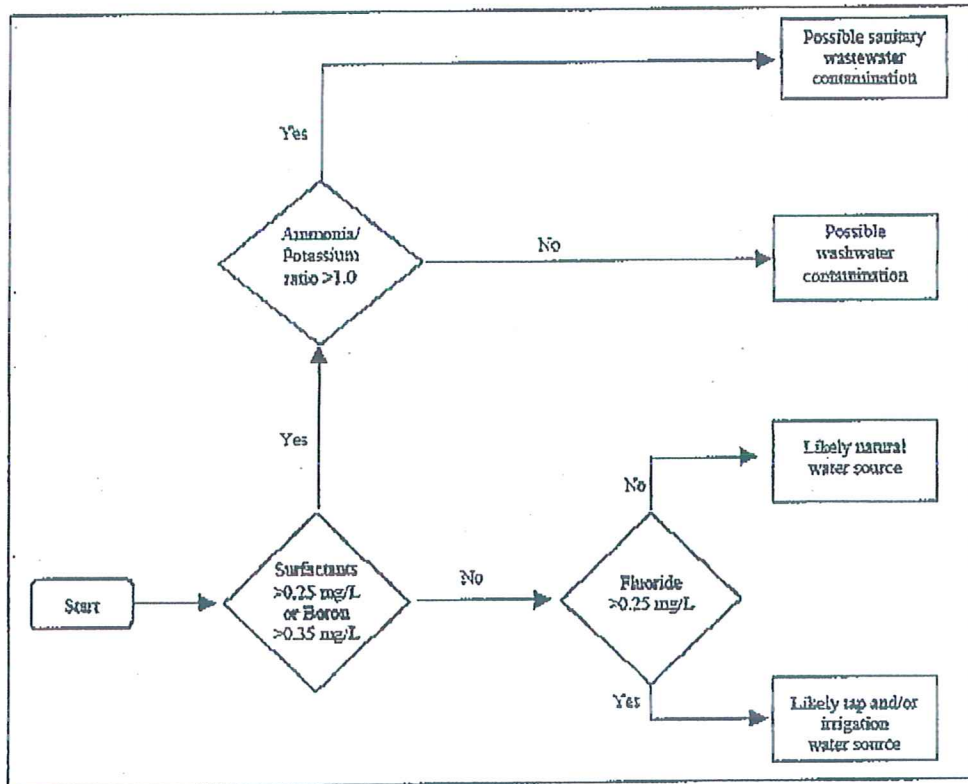 Possible sanitary
wastewater
contamination
Yes
Ammonia/
Potassium
ratio >1.0
No
Possible
washwater
contamination
Yes
Likely natural
water source
No
Start
Surfactants
>0.25 mg/L
or Boron
>0.35 mg/L
No
Fluoride
>0.25 mg/L
Yes
Likely tap and/or
irrigation
water source